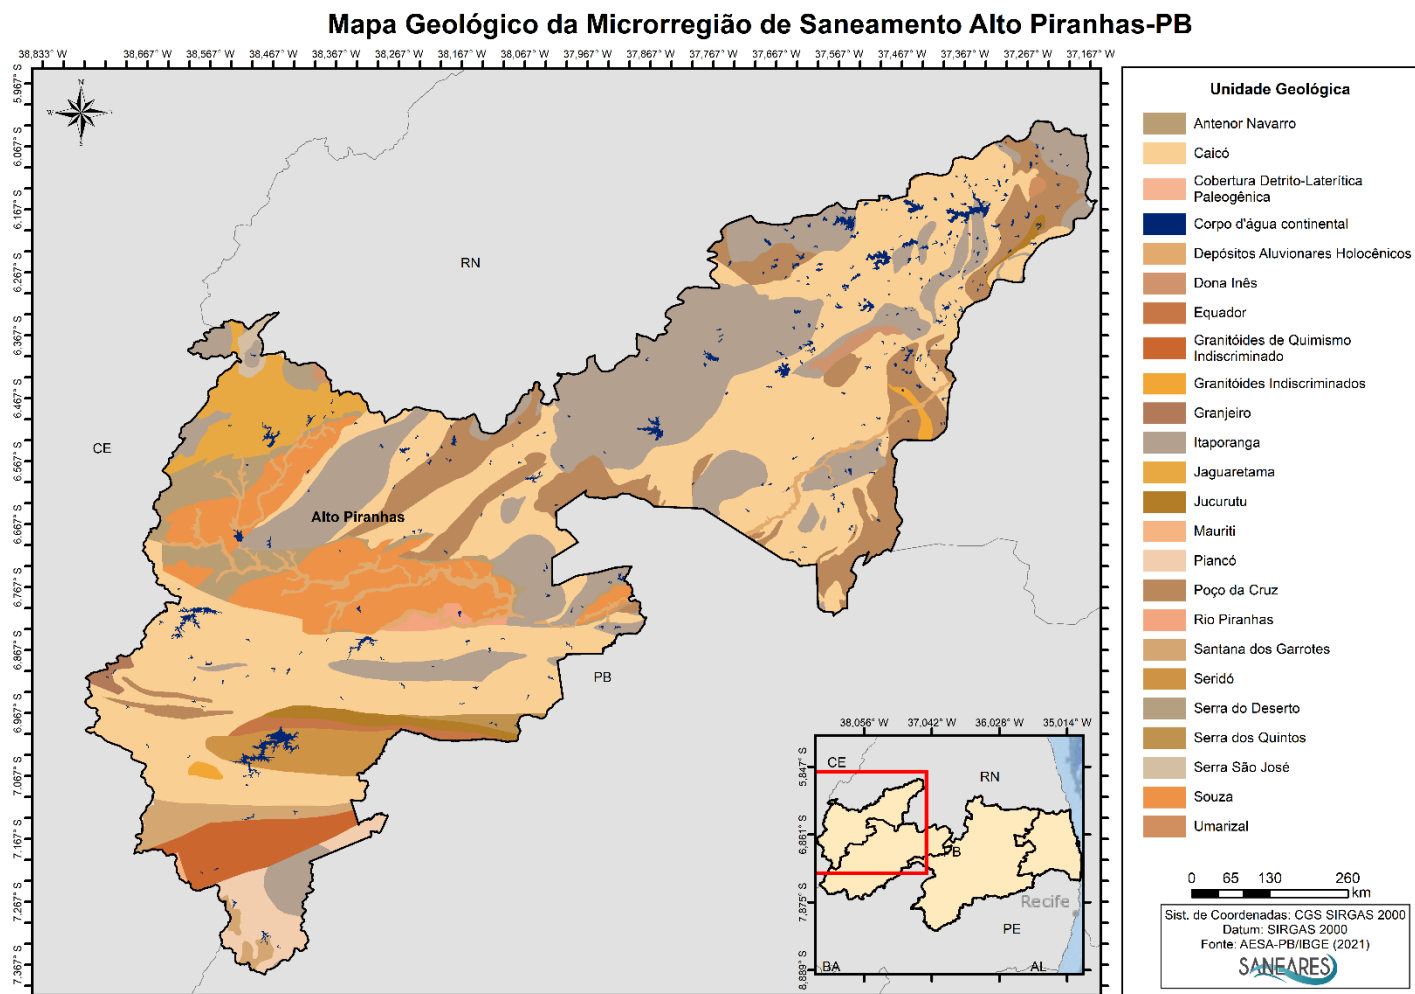 Mapa Geológico da Microrregião de Saneamento Alto Piranhas-PB
38,833° W 38,667° W 38,567° W 38,467° W 38,367° W 38,267° W 38,167° W 38,067° W 37,967° W 37,867° W 37,767° W 37,667° W 37,567° W 37,467° W 37,367° W 37,267° W 37,167° W
5,967° S
6,067° S
6,167° S
6,267° S
6,367° S
6,467° S
6,567° S
6,667° S
6,767° S
6,867° S
6,967° S
7,067° S
7,167° S
7,267° S
7,367° S
N
W
S
RN
CE
Alto Piranhas
PB
38,056° W 37,042° W 36,028° W 35,014° W
5,847° S
6,861° S
7,875° S
8,889° S
CE
RN
PB
Recife
PE
BA
AL
Unidade Geológica
Antenor Navarro
Caicó
Cobertura Detrito-Laterítica
Paleogênica
Corpo d'água continental
Depósitos Aluvionares Holocênicos
Dona Inês
Equador
Granitóides de Quimismo
Indiscriminado
Granitóides Indiscriminados
Granjeiro
Itaporanga
Jaguaretama
Jucurutu
Mauriti
Piancó
Poço da Cruz
Rio Piranhas
Santana dos Garrotes
Seridó
Serra do Deserto
Serra dos Quintos
Serra São José
Souza
Umarizal
0 65 130 260
km
Sist. de Coordenadas: CGS SIRGAS 2000
Datum: SIRGAS 2000
Fonte: AESA-PB/IBGE (2021)
SANEARES